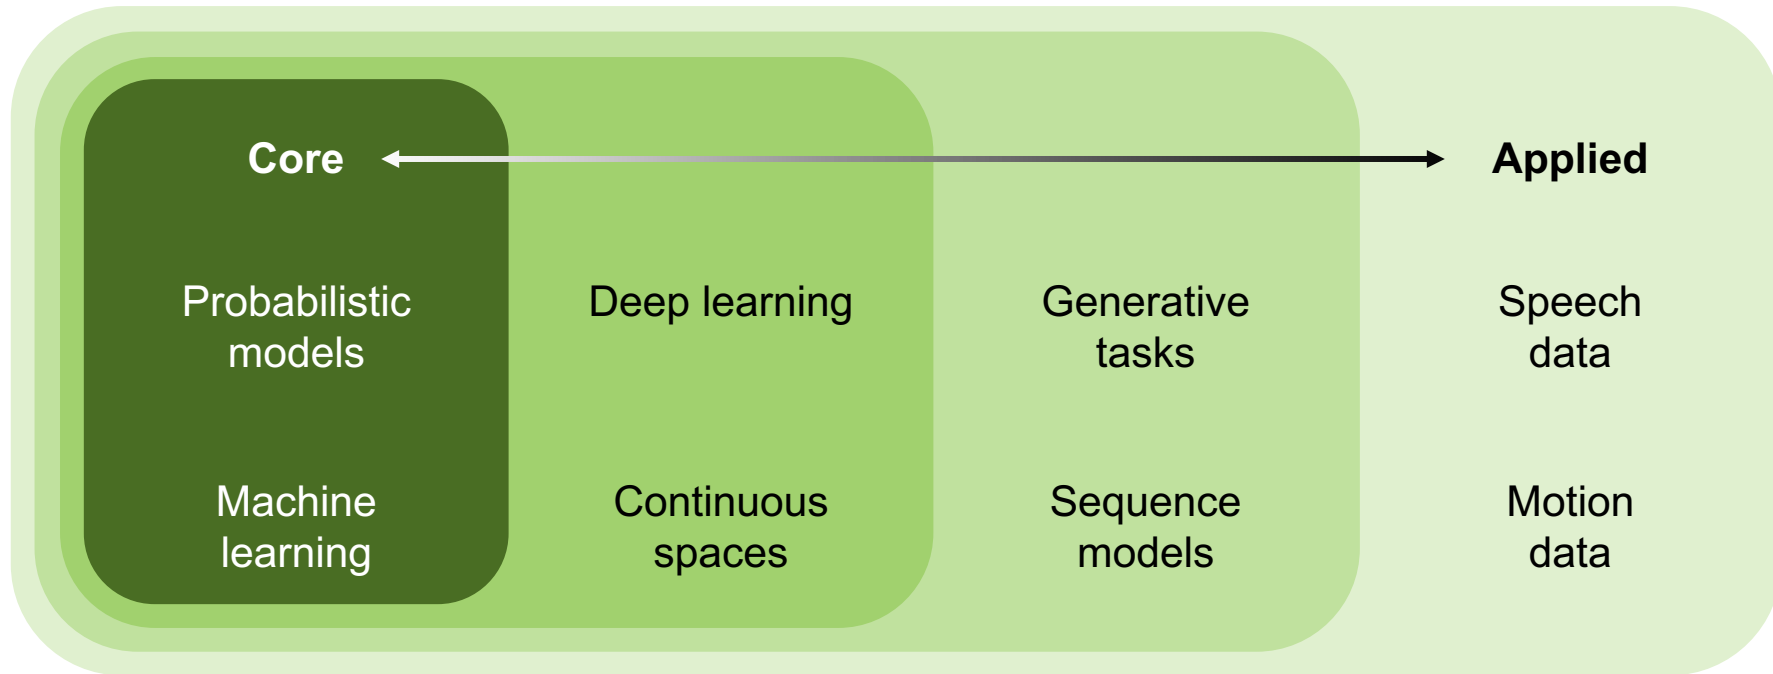 Core
Applied
Probabilistic
models
Deep learning
Generative
tasks
Speech
data
Machine
learning
Continuous
spaces
Sequence
models
Motion
data